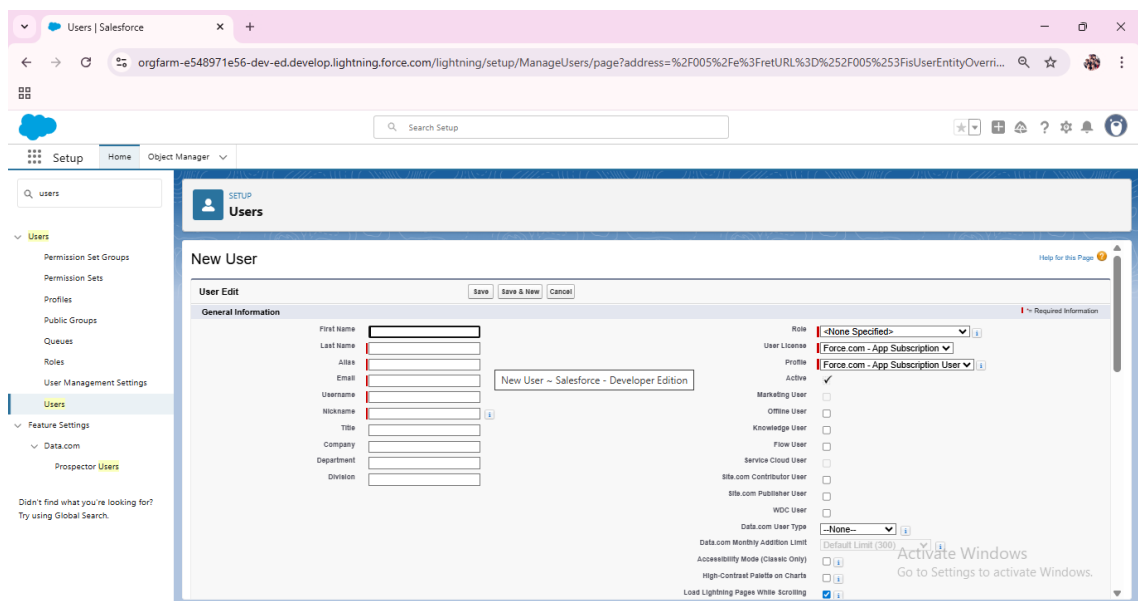 Users | Salesforce
orgfarm-e548971e56-dev-ed.develop.lightning.force.com/lightning/setup/ManageUsers/page?address=%2F005%2Fe%3FretURL%3D%252F005%253FisUserEntityOverri...
Search Setup
Setup Home Object Manager
users
SETUP
Users
Users
Permission Set Groups
Permission Sets
Profiles
Public Groups
Queues
Roles
User Management Settings
Users
Feature Settings
Data.com
Prospector Users
Didn't find what you're looking for?
Try using Global Search.
New User
Help for this Page
User Edit Save Save & New Cancel
General Information
= Required Information
First Name
Last Name
Alias
Email
Username
Nickname
Title
Company
Department
Division
New User ~ Salesforce - Developer Edition
Role <None Specified>
User License Force.com - App Subscription
Profile Force.com - App Subscription User
Active
Marketing User
Offline User
Knowledge User
Flow User
Service Cloud User
Site.com Contributor User
Site.com Publisher User
WDC User
Data.com User Type --None--
Data.com Monthly Addition Limit Default Limit (300)
Accessibility Mode (Classic Only)
High-Contrast Palette on Charts
Load Lightning Pages While Scrolling
Activate Windows
Go to Settings to activate Windows.